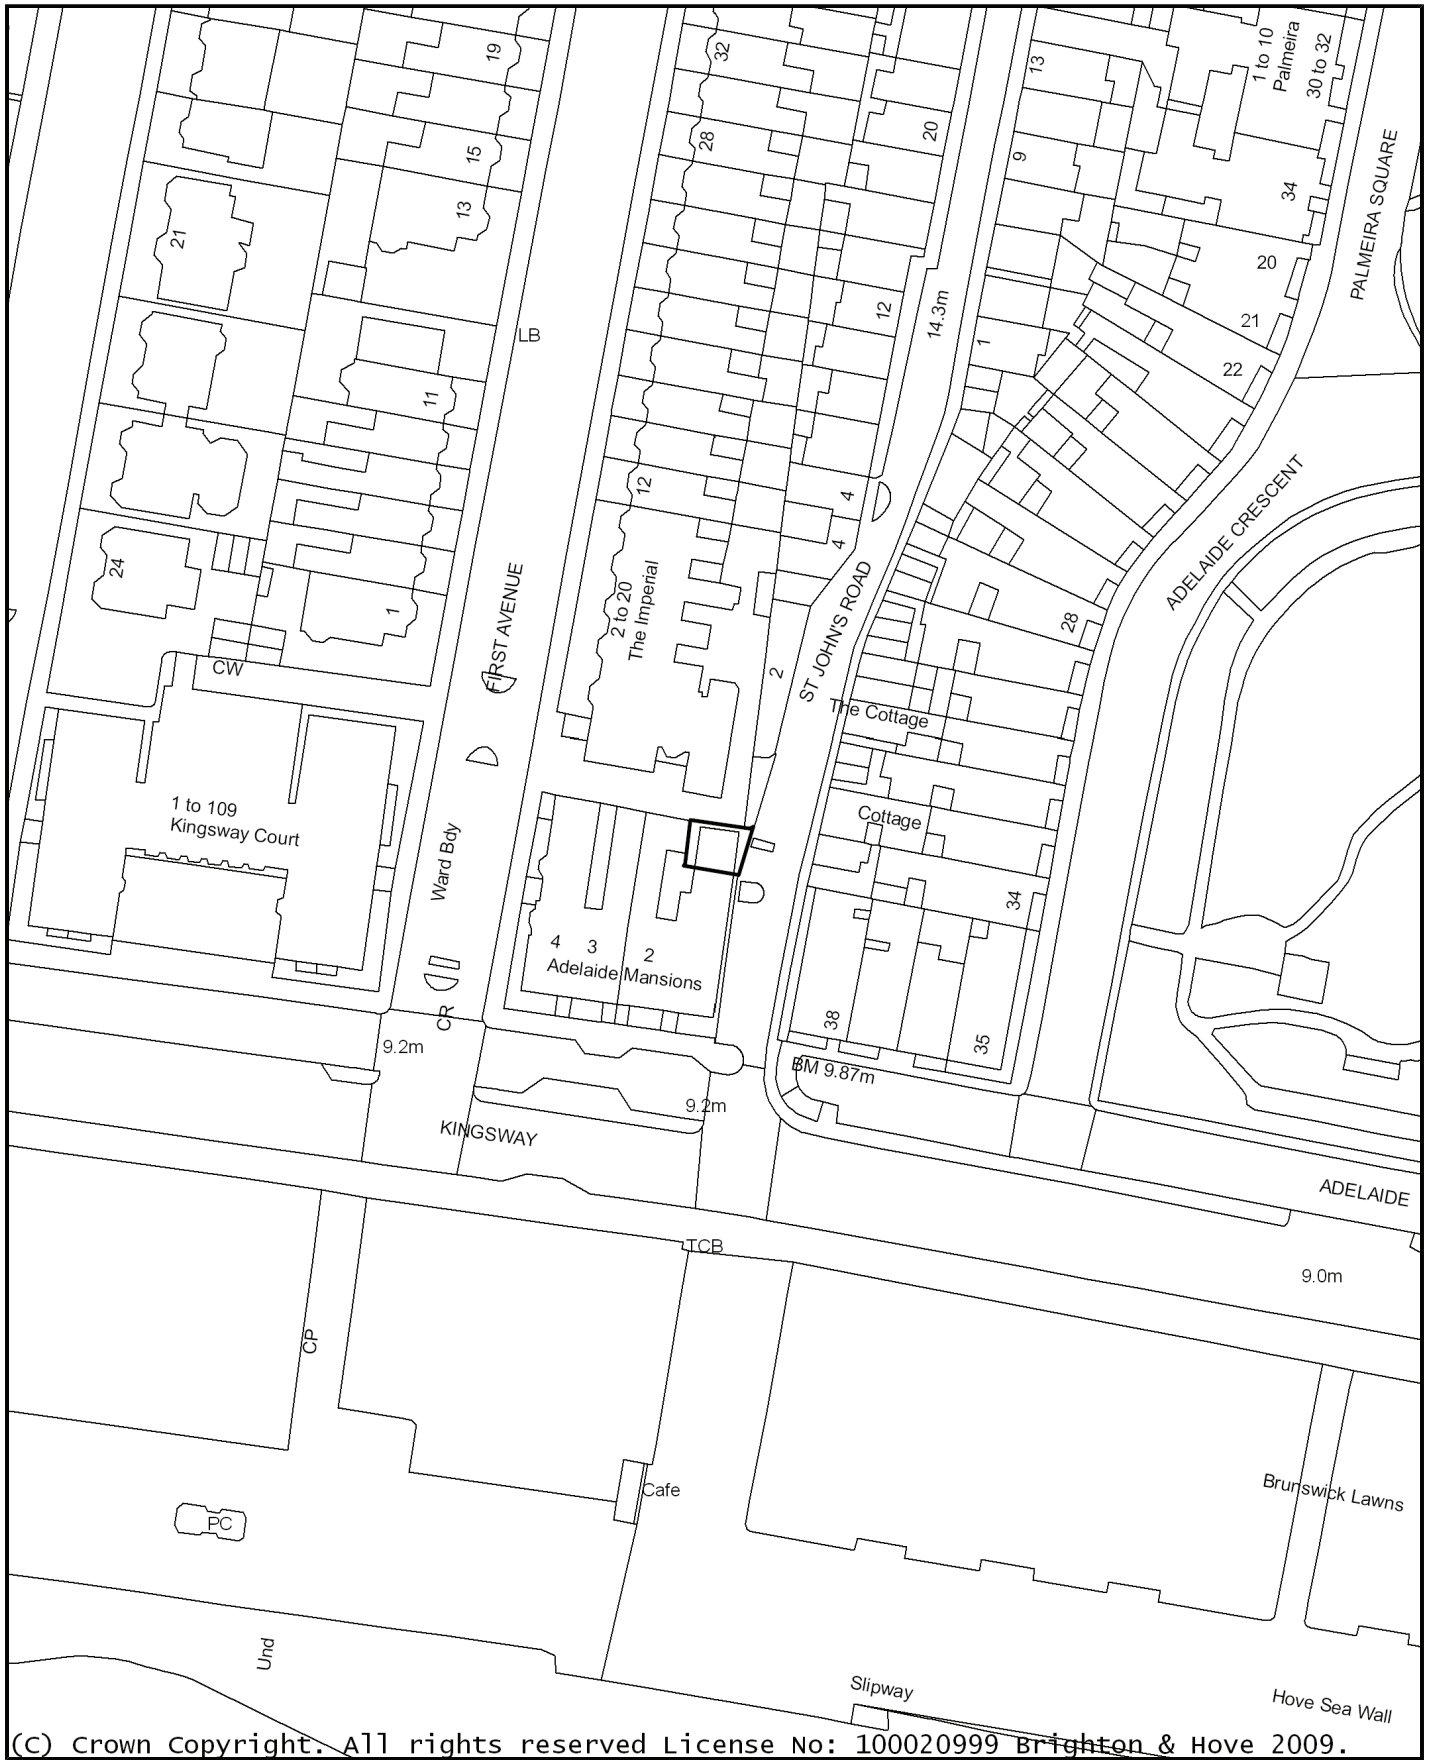 19
32
20
13
1 to 10
Palmeira
30 to 32
15
28
9
34
PALMEIRA SQUARE
21
13
20
12
14.3m
21
LB
1
22
11
12
4
4
ADELAIDE CRESCENT
24
1
FIRST AVENUE
2 to 20
The Imperial
ST JOHN'S ROAD
28
CW
2
The Cottage
1 to 109
Kingsway Court
Cottage
Ward Bdy
34
4
3
2
Adelaide Mansions
CR
38
35
9.2m
BM 9.87m
9.2m
KINGSWAY
ADELAIDE
TCB
9.0m
CP
Cafe
Brunswick Lawns
PC
Und
Slipway
Hove Sea Wall
(C) Crown Copyright. All rights reserved License No: 100020999 Brighton & Hove 2009.